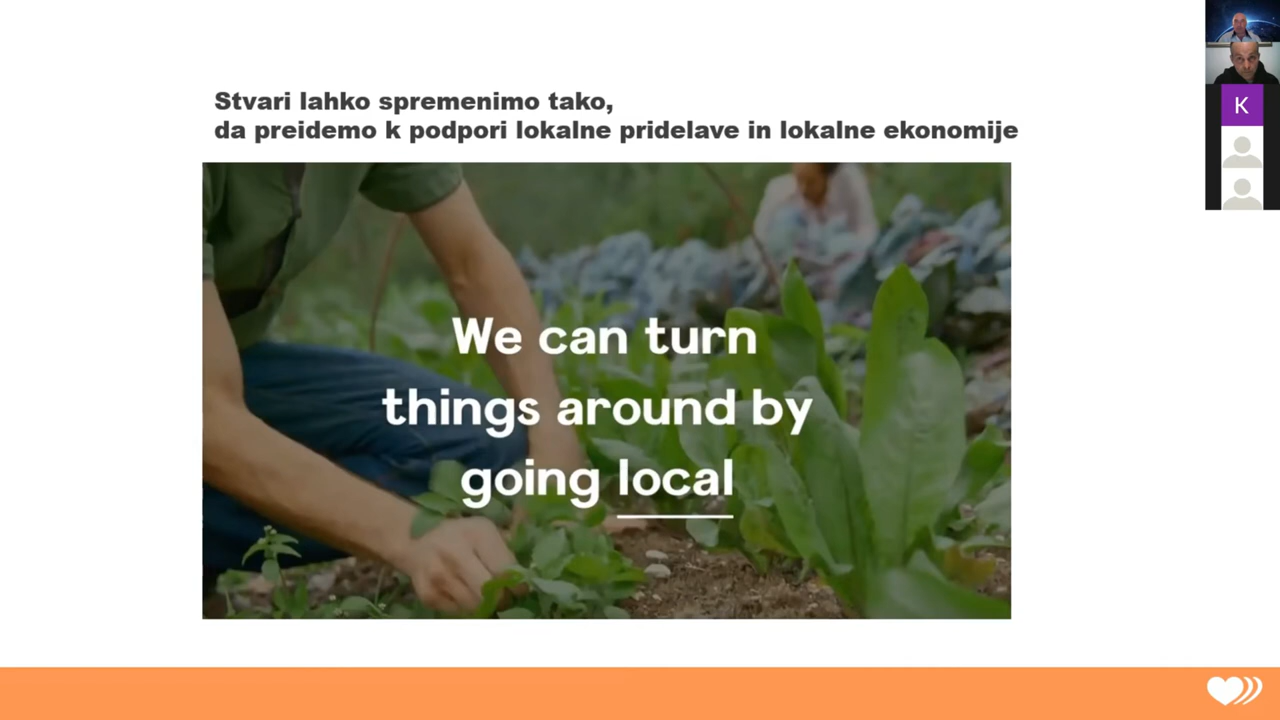 Stvari lahko spremenimo tako,
da preidemo k podpori lokalne pridelave in lokalne ekonomije
We can turn
things around by
going local
K